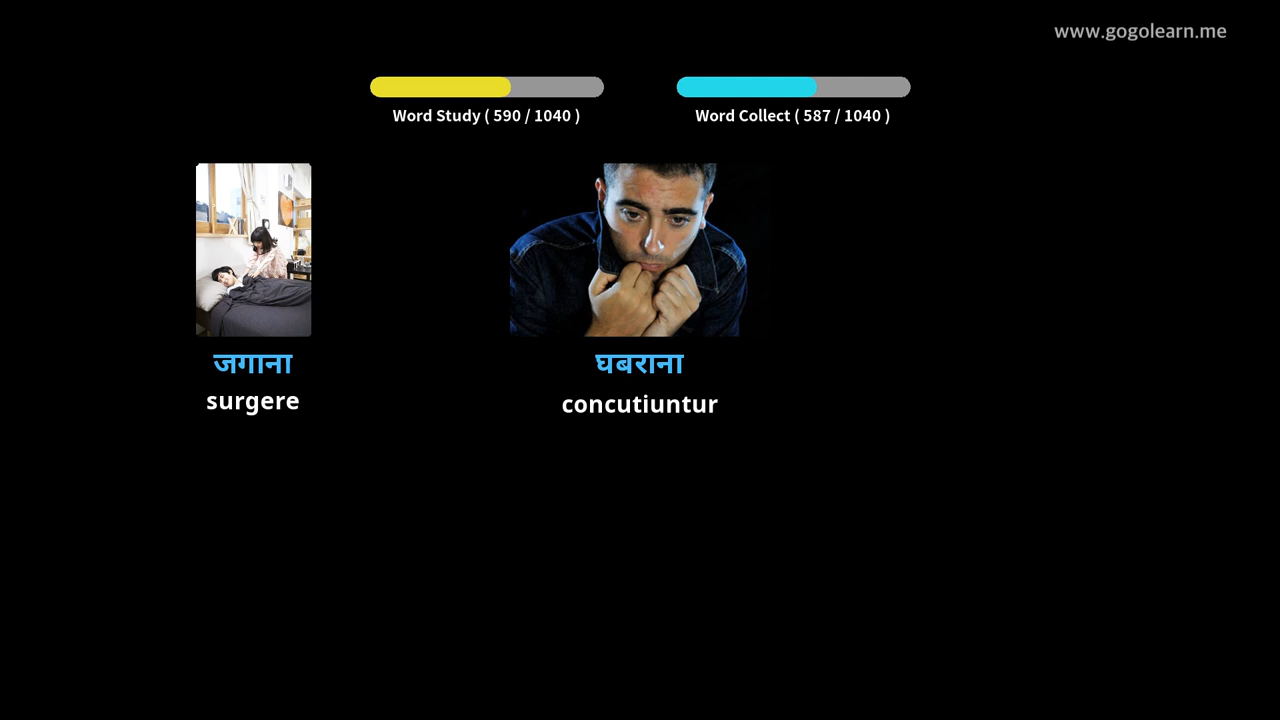 www.gogolearn.me
Word Study ( 590 / 1040 )
Word Collect ( 587 / 1040 )
जगाना
surgere
घबराना
concutiuntur